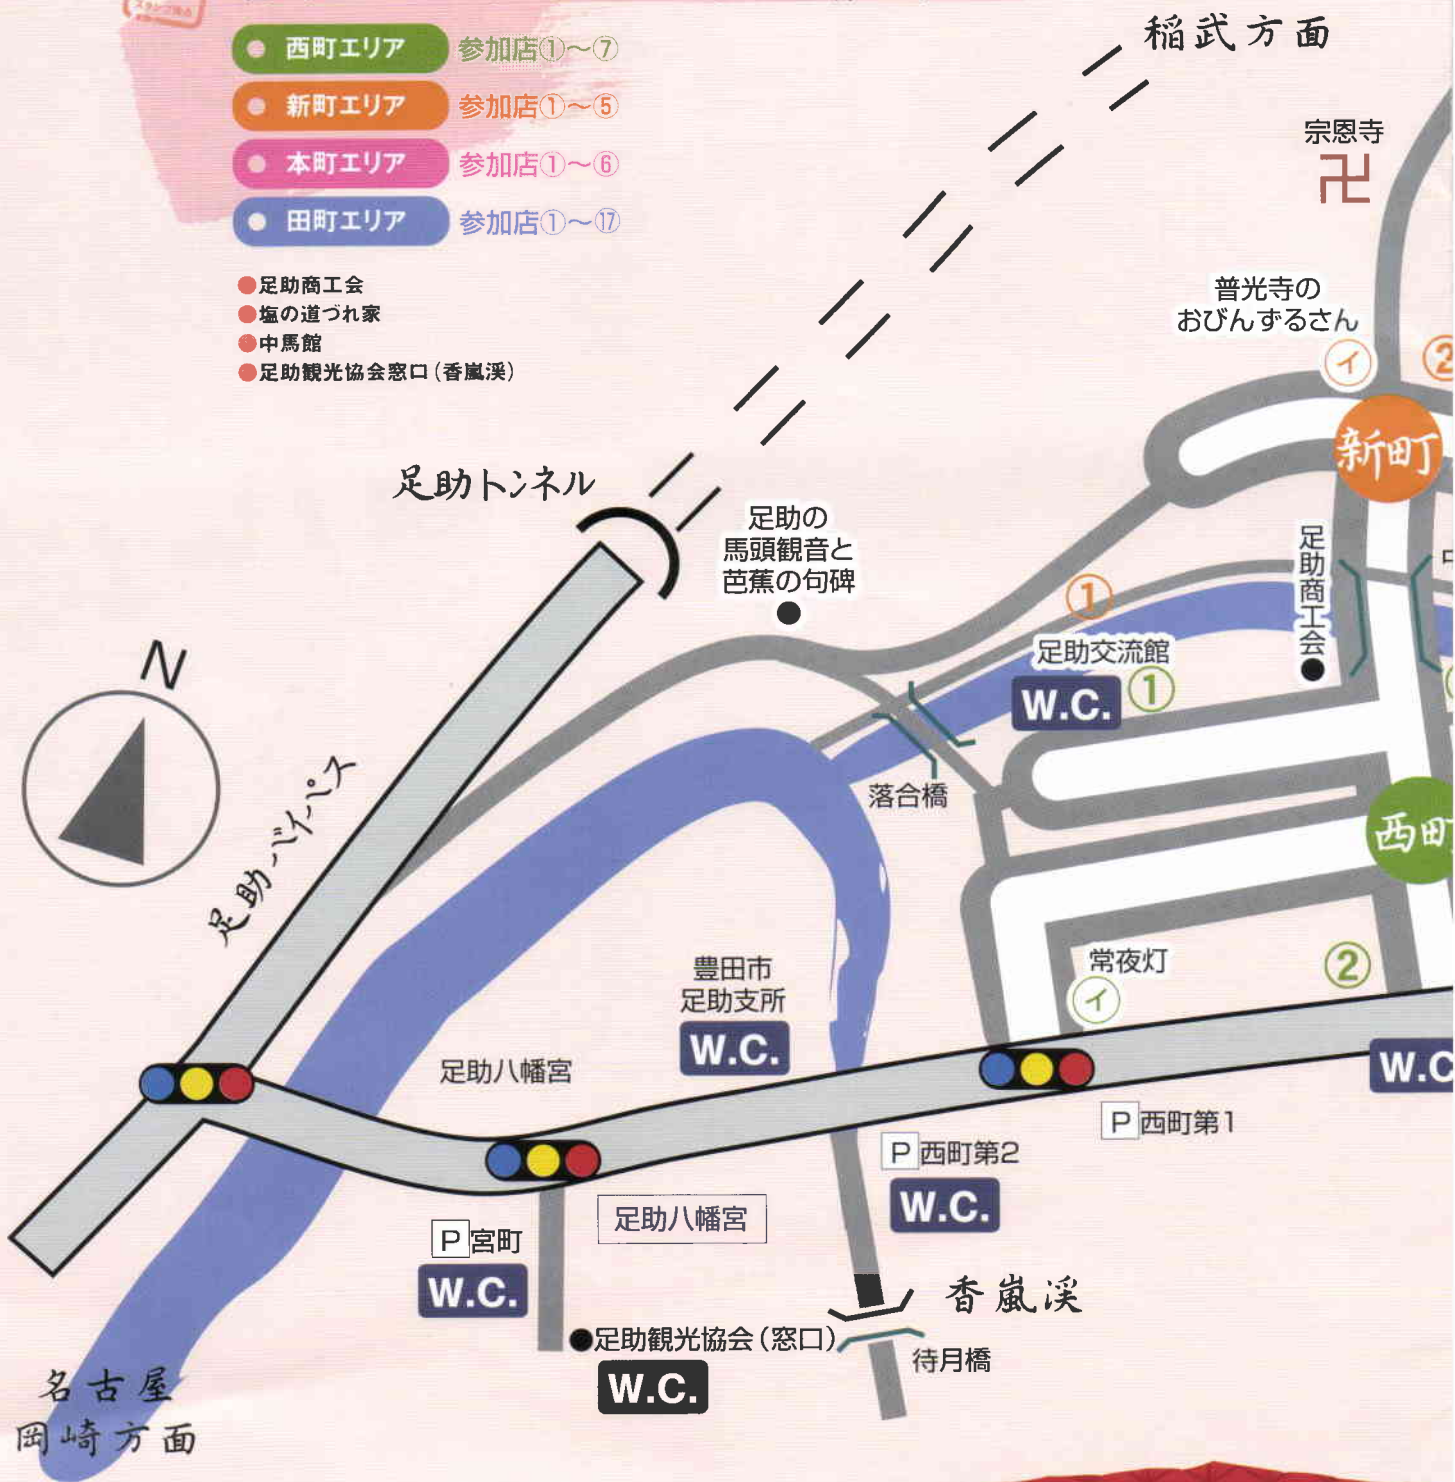 西町エリア 参加店①～⑦
新町エリア 参加店①～⑤
本町エリア 参加店①～⑥
田町エリア 参加店①～⑰
●足助商工会
●塩の道づれ家
●中馬館
●足助観光協会窓口(香嵐渓)
稲武方面
宗恩寺
卍
普光寺の
おびんずるさん
イ
②
新町
足助トンネル
足助の
馬頭観音と
芭蕉の句碑
足助商工会
①
足助交流館
W.C. ①
N
落合橋
西町
足助バイパス
常夜灯
イ
②
豊田市
足助支所
W.C.
足助八幡宮
W.C
P西町第1
P西町第2
W.C.
足助八幡宮
P宮町
W.C.
香嵐渓
●足助観光協会(窓口)
W.C.
待月橋
名古屋
岡崎方面